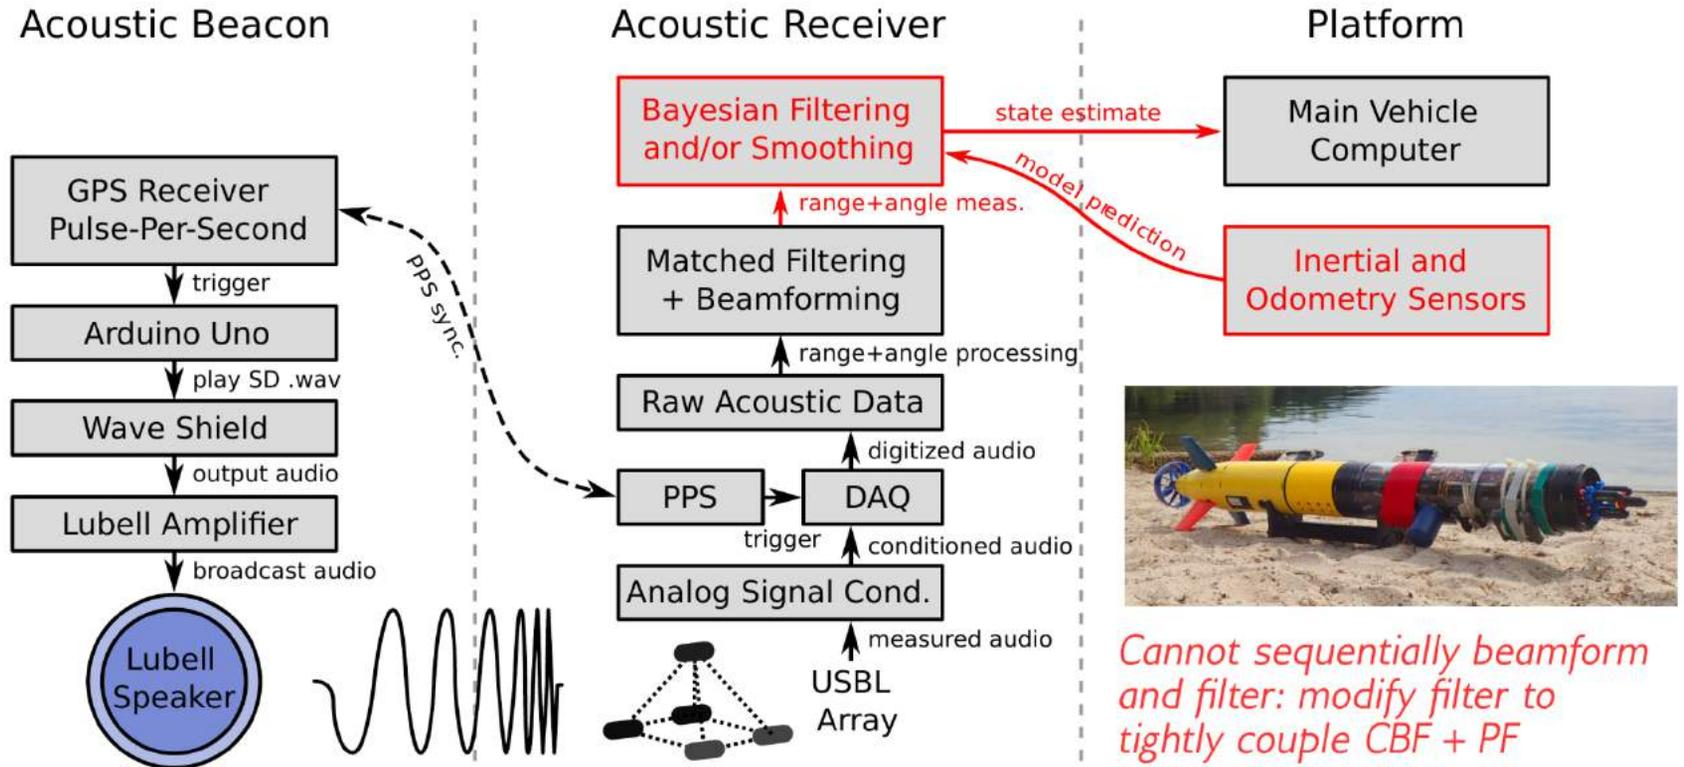 Acoustic Beacon
GPS Receiver
Pulse-Per-Second
trigger
Arduino Uno
play SD .wav
Wave Shield
output audio
Lubell Amplifier
broadcast audio
Lubell
Speaker
PPS sync.
Acoustic Receiver
Bayesian Filtering
and/or Smoothing
range+angle meas.
Matched Filtering
+ Beamforming
range+angle processing
Raw Acoustic Data
digitized audio
PPS
DAQ
trigger
conditioned audio
Analog Signal Cond.
measured audio
USBL
Array
Platform
state estimate
Main Vehicle
Computer
model prediction
Inertial and
Odometry Sensors
Cannot sequentially beamform
and filter: modify filter to
tightly couple CBF + PF